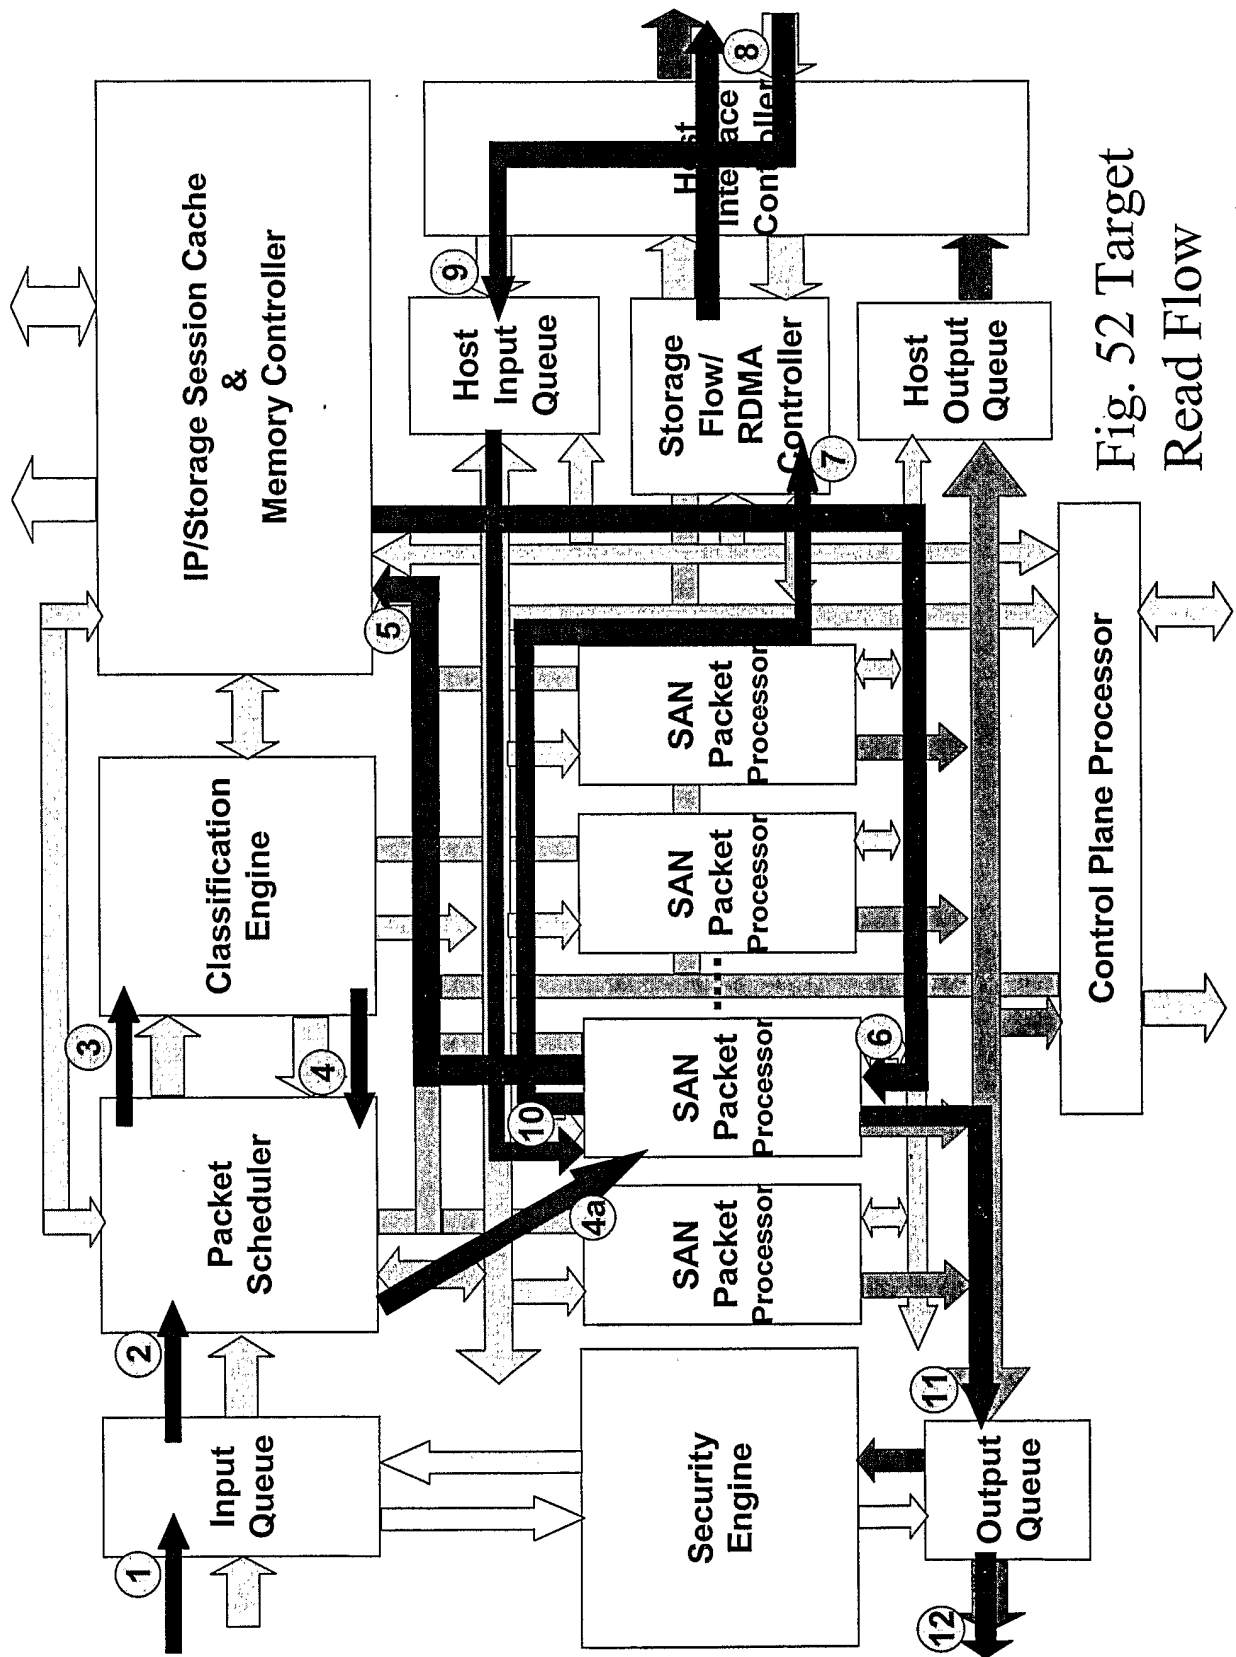 IP/Storage Session Cache
&
Memory Controller
Classification
Engine
Packet
Scheduler
Input
Queue
Host
Interface
Controller
Host
Input
Queue
Storage
Flow/
RDMA
Controller
Host
Output
Queue
SAN
Packet
Processor
SAN
Packet
Processor
SAN
Packet
Processor
SAN
Packet
Processor
Security
Engine
Output
Queue
Control Plane Processor
1
2
3
4
4a
5
6
7
8
9
10
11
12
Fig. 52 Target
Read Flow